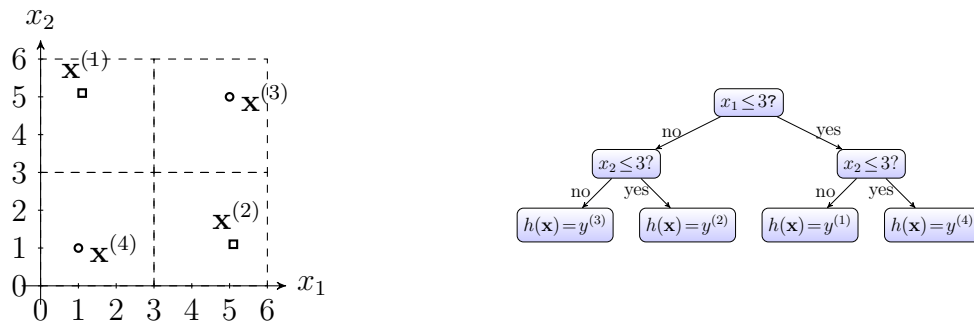 x₂
6
x⁽¹⁾
5
x⁽³⁾
4
3
2
x⁽²⁾
1
x⁽⁴⁾
0
x₁
0 1 2 3 4 5 6
x₁ ≤ 3?
no yes
x₂ ≤ 3? x₂ ≤ 3?
no yes no yes
h(x) = y⁽³⁾ h(x) = y⁽²⁾ h(x) = y⁽¹⁾ h(x) = y⁽⁴⁾